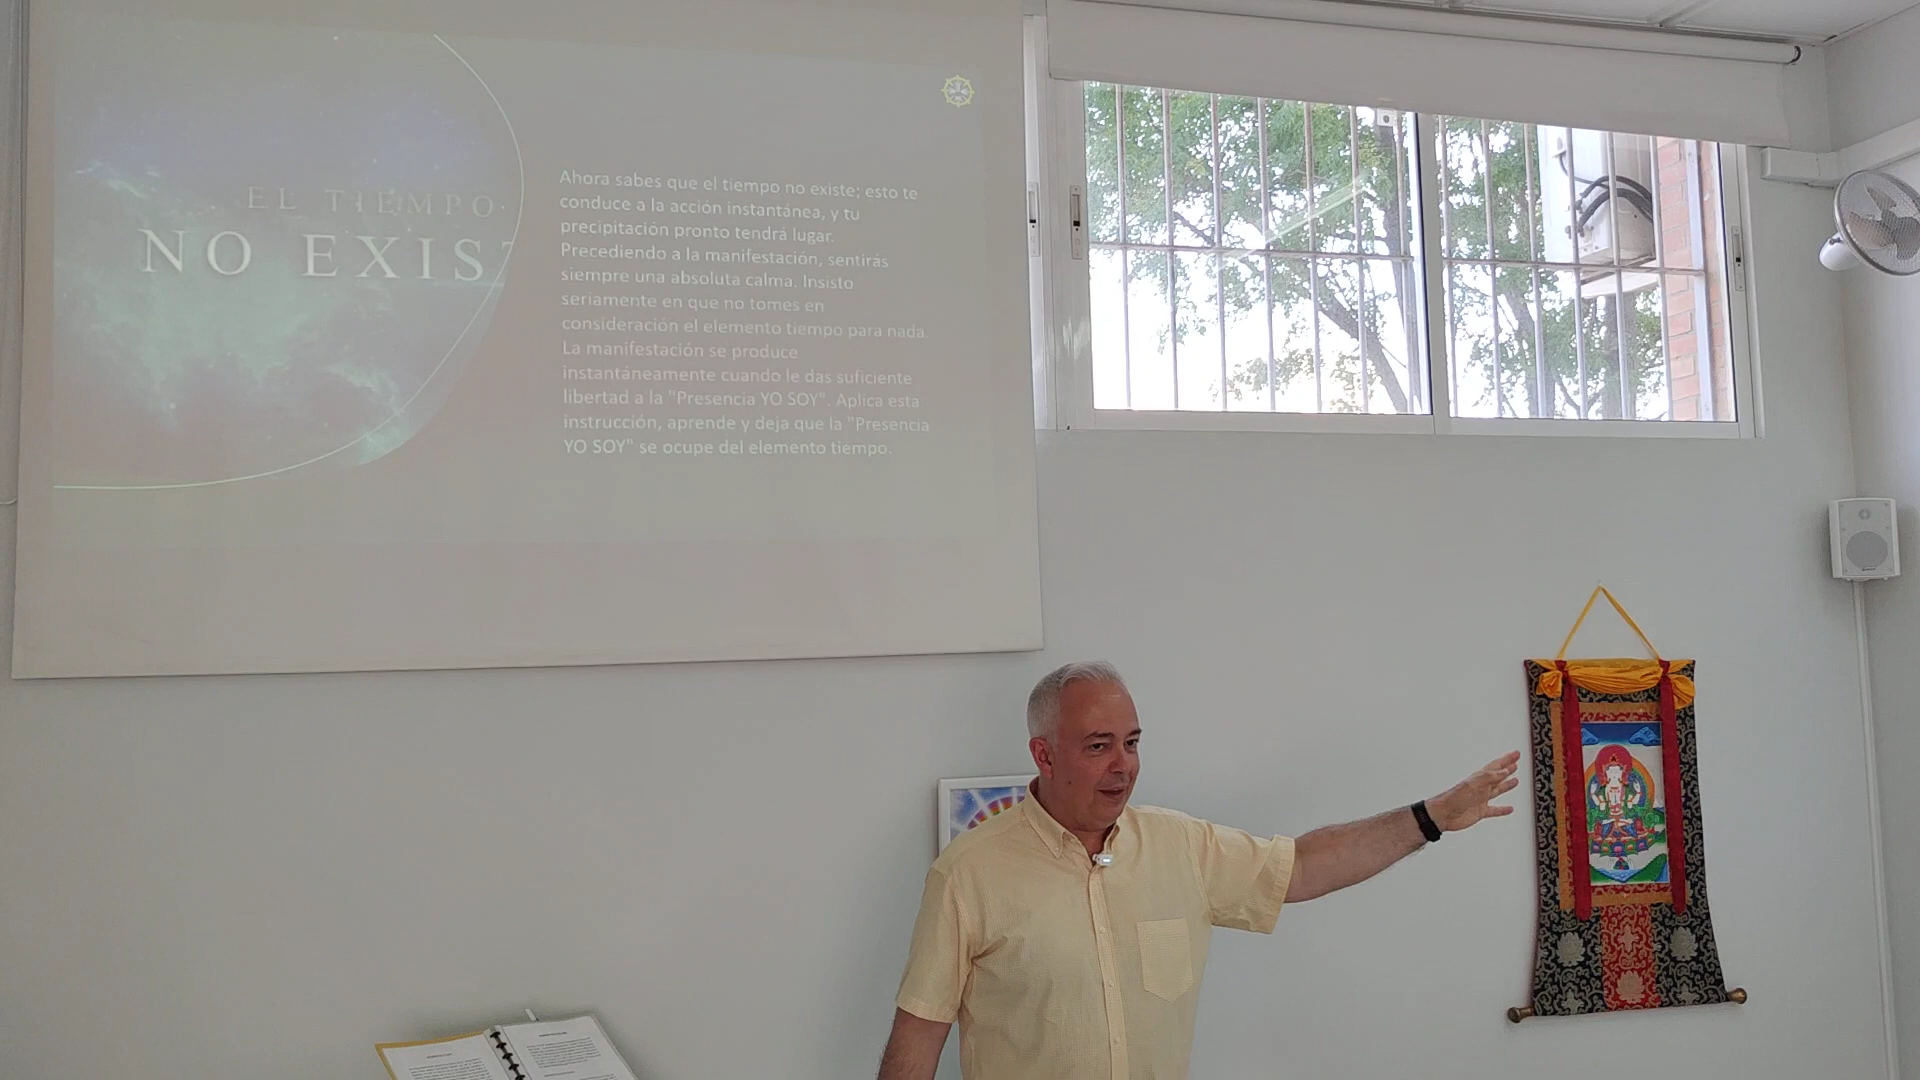 EL TIEMPO
NO EXIST
Ahora sabes que el tiempo no existe; esto te
conduce a la acción instantánea, y tu
precipitación pronto tendrá lugar.
Precediendo a la manifestación, sentirás
siempre una absoluta calma. Insisto
seriamente en que no tomes en
consideración el elemento tiempo para nada.
La manifestación se produce
instantáneamente cuando le das suficiente
libertad a la "Presencia YO SOY". Aplica esta
instrucción, aprende y deja que la "Presencia
YO SOY" se ocupe del elemento tiempo.